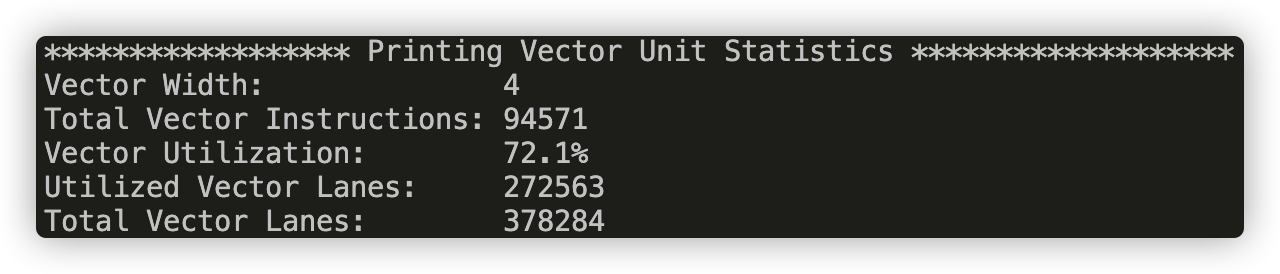 ****************** Printing Vector Unit Statistics *******************
Vector Width: 4
Total Vector Instructions: 94571
Vector Utilization: 72.1%
Utilized Vector Lanes: 272563
Total Vector Lanes: 378284